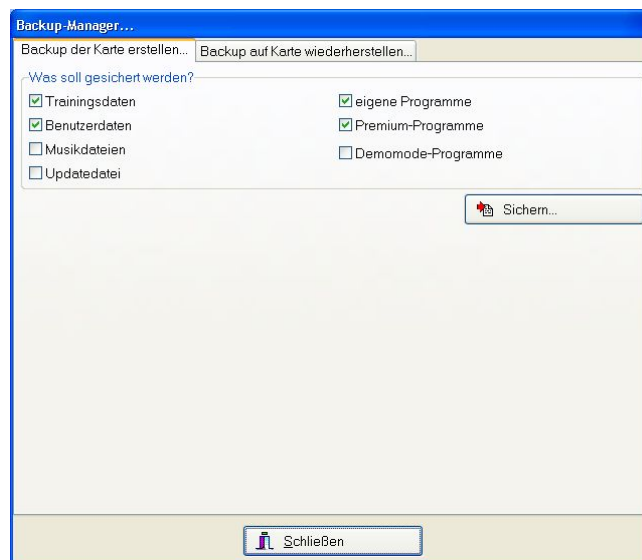 Backup-Manager...
Backup der Karte erstellen... Backup auf Karte wiederherstellen...
Was soll gesichert werden?
Trainingsdaten eigene Programme
Benutzerdaten Premium-Programme
Musikdateien Demomode-Programme
Updatedatei
Sichern...
Schließen